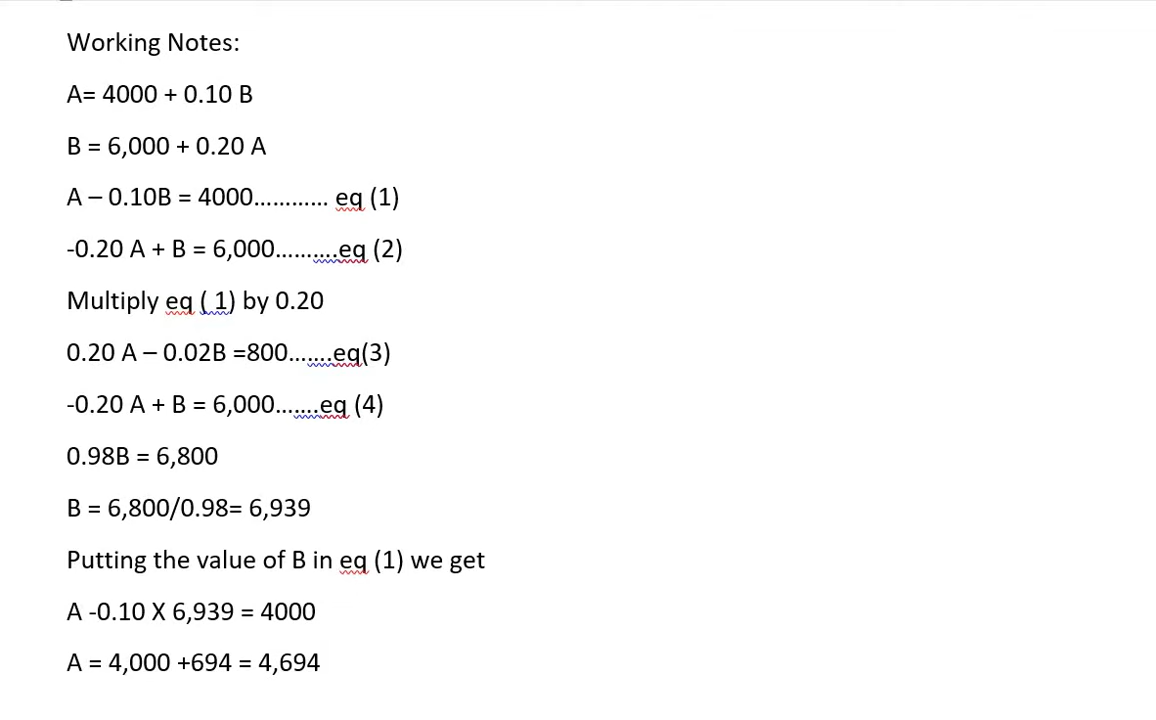 Working Notes:
A= 4000 + 0.10 B
B = 6,000 + 0.20 A
A – 0.10B = 4000............ eq (1)
-0.20 A + B = 6,000..........eq (2)
Multiply eq ( 1) by 0.20
0.20 A – 0.02B =800.......eq(3)
-0.20 A + B = 6,000.......eq (4)
0.98B = 6,800
B = 6,800/0.98= 6,939
Putting the value of B in eq (1) we get
A -0.10 X 6,939 = 4000
A = 4,000 +694 = 4,694